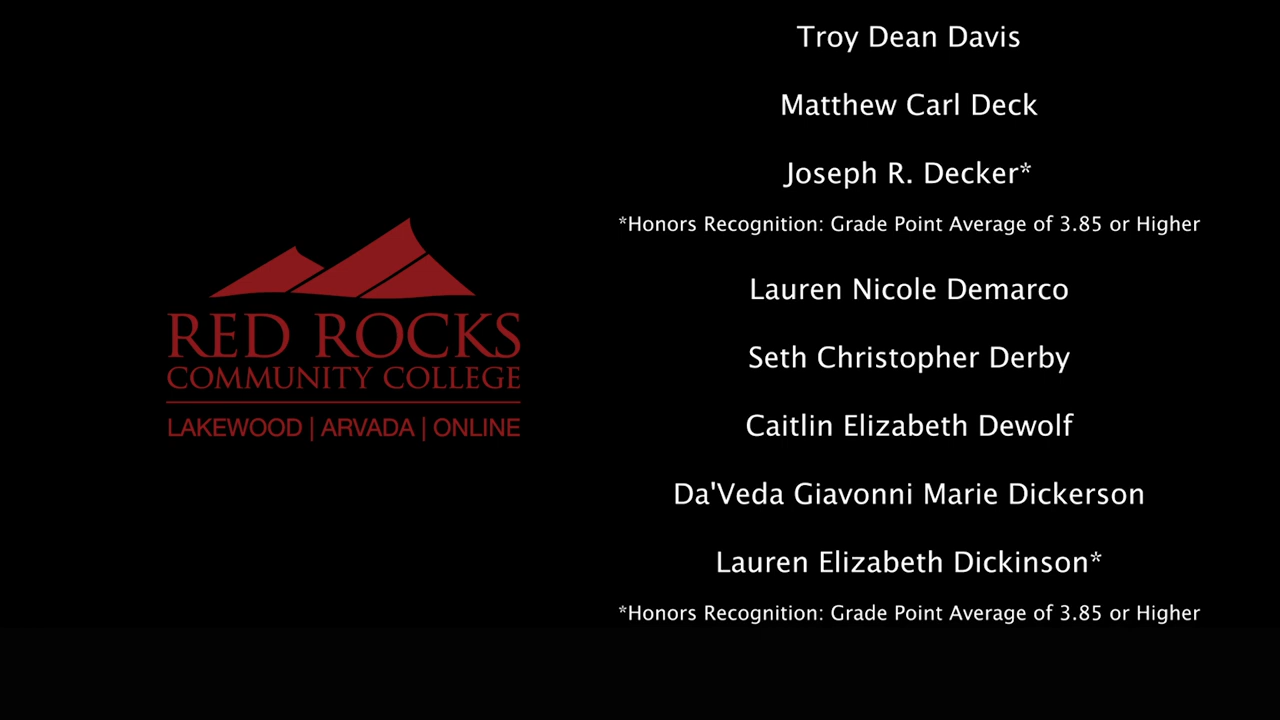 RED ROCKS
COMMUNITY COLLEGE
LAKEWOOD | ARVADA | ONLINE
Troy Dean Davis
Matthew Carl Deck
Joseph R. Decker*
*Honors Recognition: Grade Point Average of 3.85 or Higher
Lauren Nicole Demarco
Seth Christopher Derby
Caitlin Elizabeth Dewolf
Da'Veda Giavonni Marie Dickerson
Lauren Elizabeth Dickinson*
*Honors Recognition: Grade Point Average of 3.85 or Higher